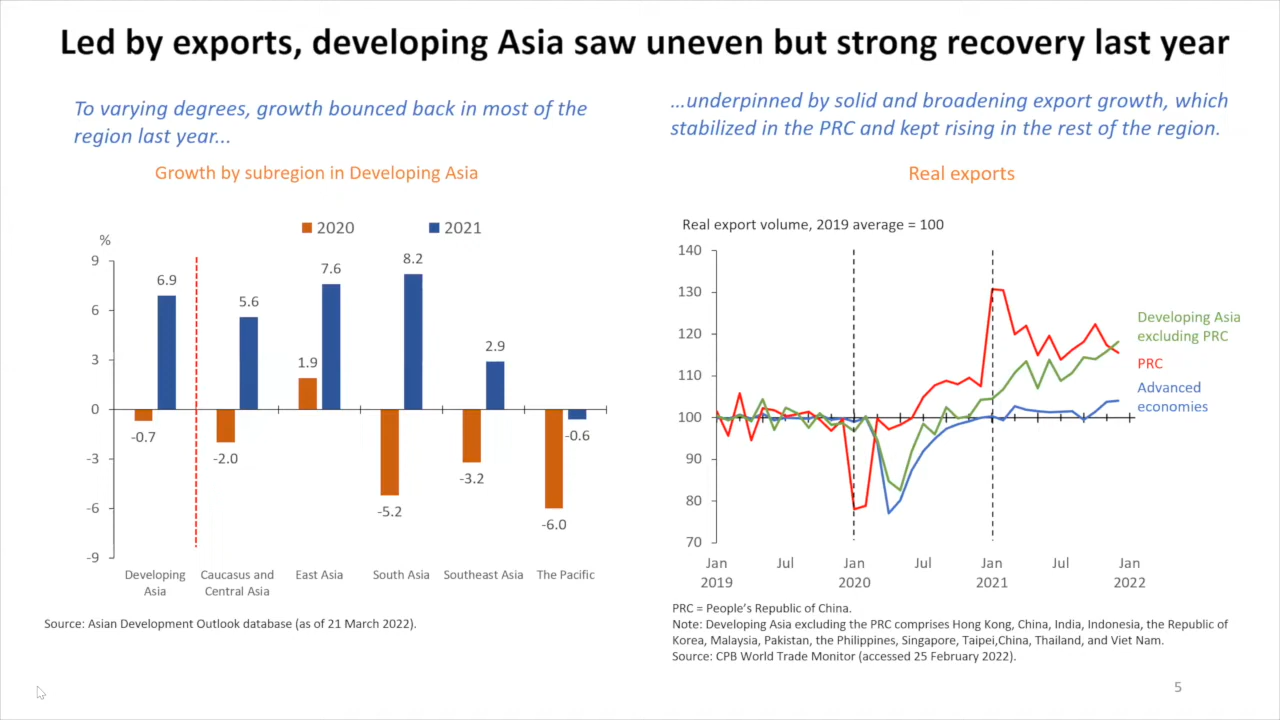 Led by exports, developing Asia saw uneven but strong recovery last year
To varying degrees, growth bounced back in most of the
region last year...
Growth by subregion in Developing Asia
2020
2021
%
9
6
3
0
-3
-6
-9
6.9
-0.7
5.6
-2.0
1.9
7.6
8.2
-5.2
2.9
-3.2
-0.6
-6.0
Developing
Asia
Caucasus and
Central Asia
East Asia
South Asia
Southeast Asia
The Pacific
Source: Asian Development Outlook database (as of 21 March 2022).
...underpinned by solid and broadening export growth, which
stabilized in the PRC and kept rising in the rest of the region.
Real exports
Real export volume, 2019 average = 100
140
130
120
110
100
90
80
70
Developing Asia
excluding PRC
PRC
Advanced
economies
Jan
2019
Jul
Jan
2020
Jul
Jan
2021
Jul
Jan
2022
PRC = People's Republic of China.
Note: Developing Asia excluding the PRC comprises Hong Kong, China, India, Indonesia, the Republic of
Korea, Malaysia, Pakistan, the Philippines, Singapore, Taipei,China, Thailand, and Viet Nam.
Source: CPB World Trade Monitor (accessed 25 February 2022).
5